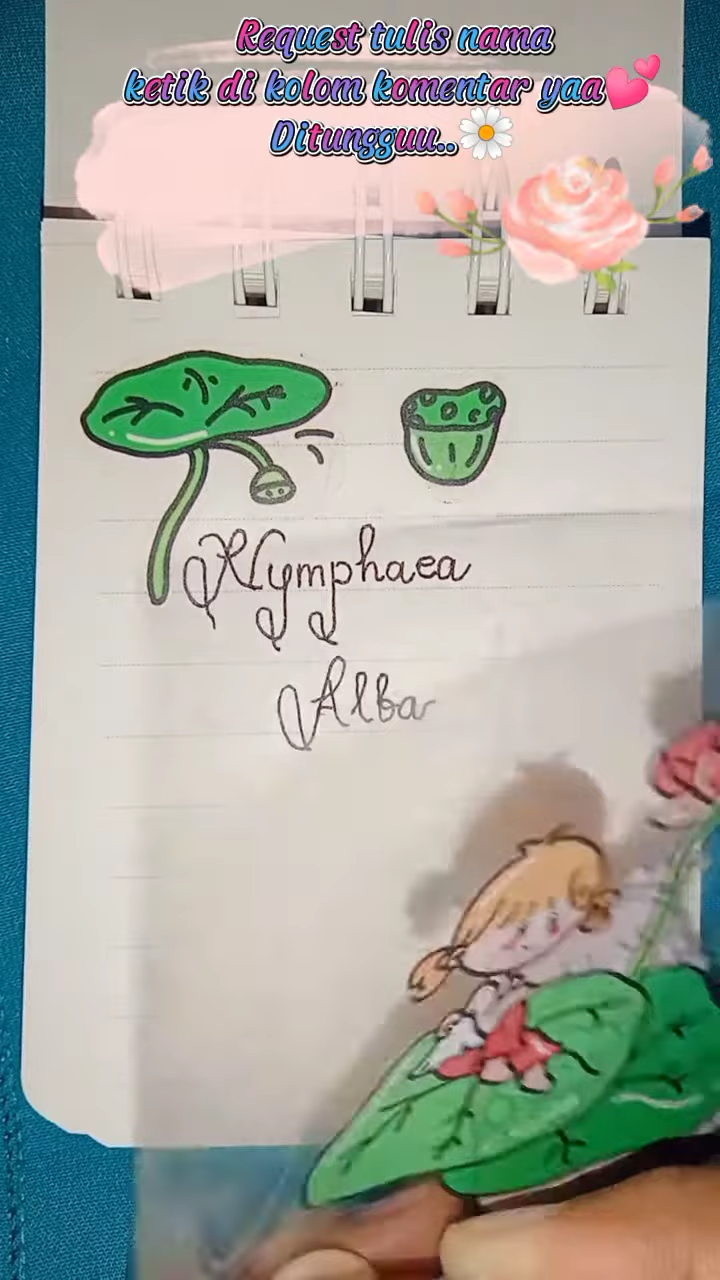 Request tulis nama
ketik di kolom komentar yaa💕
Ditungguu..🌼
Nymphaea
Alba